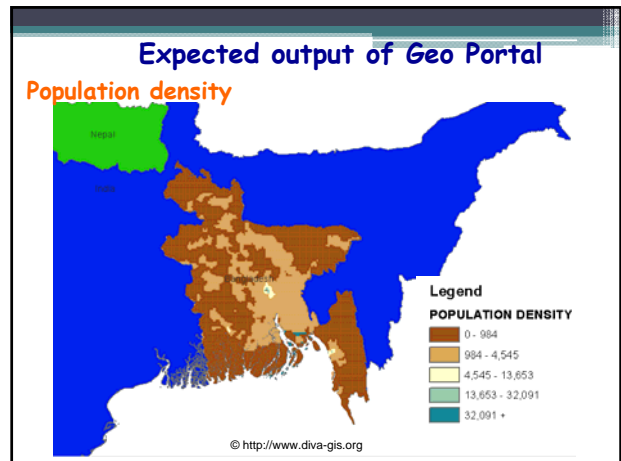 Expected output of Geo Portal
Population density
Nepal
India
Bangladesh
Legend
POPULATION DENSITY
0 - 984
984 - 4,545
4,545 - 13,653
13,653 - 32,091
32,091 +
© http://www.diva-gis.org